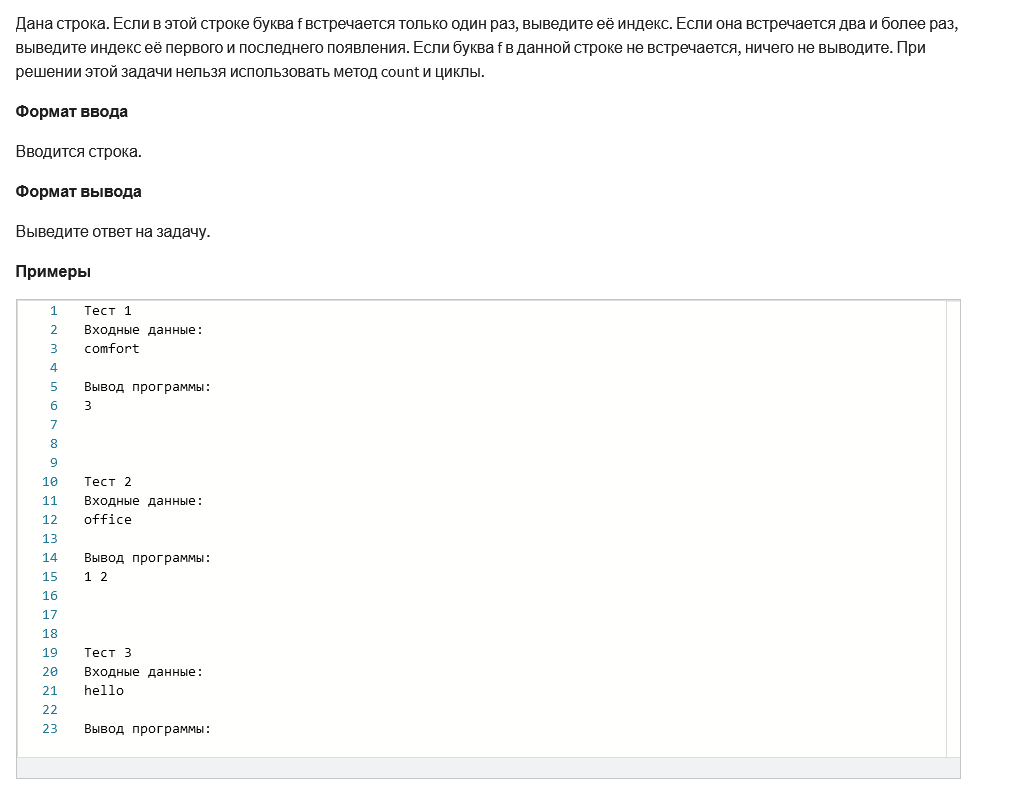 Дана строка. Если в этой строке буква f встречается только один раз, выведите её индекс. Если она встречается два и более раз,
выведите индекс её первого и последнего появления. Если буква f в данной строке не встречается, ничего не выводите. При
решении этой задачи нельзя использовать метод count и циклы.
Формат ввода
Вводится строка.
Формат вывода
Выведите ответ на задачу.
Примеры
1 Тест 1
2 Входные данные:
3 comfort
4
5 Вывод программы:
6 3
7
8
9
10 Тест 2
11 Входные данные:
12 office
13
14 Вывод программы:
15 1 2
16
17
18
19 Тест 3
20 Входные данные:
21 hello
22
23 Вывод программы: